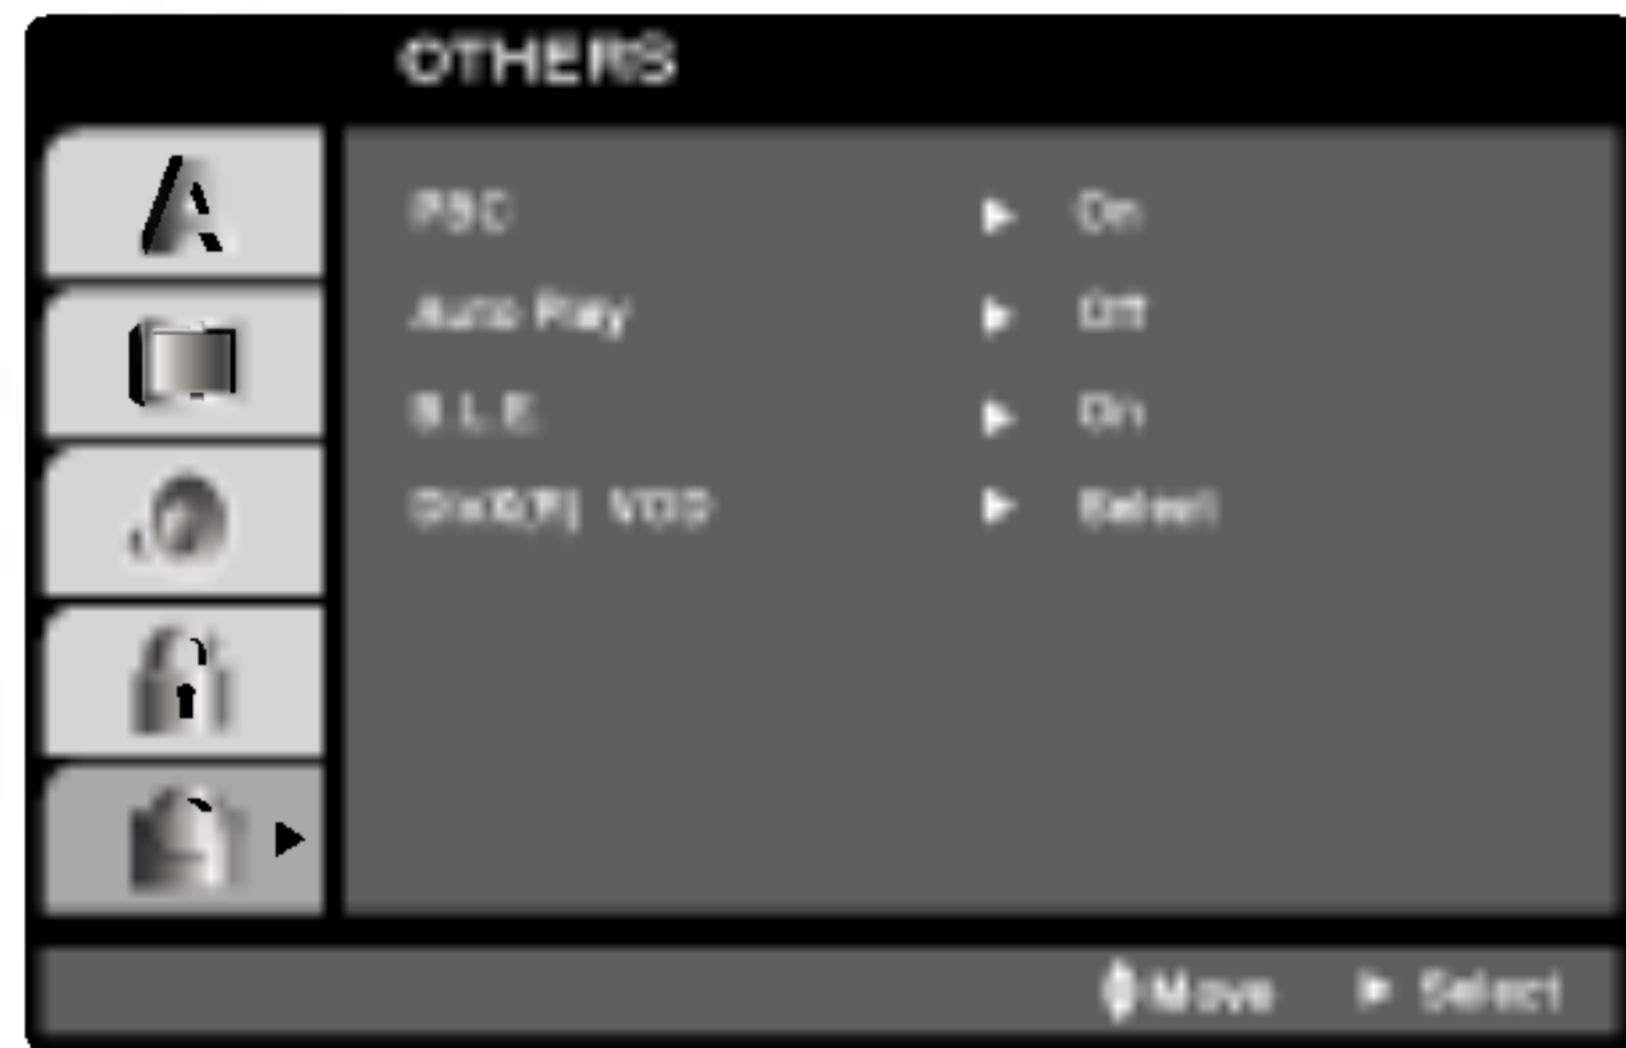 OTHERS
PBC ► On
Auto Play ► Off
B.L.E. ► On
DivX(R) VOD ► Select
Move ► Select